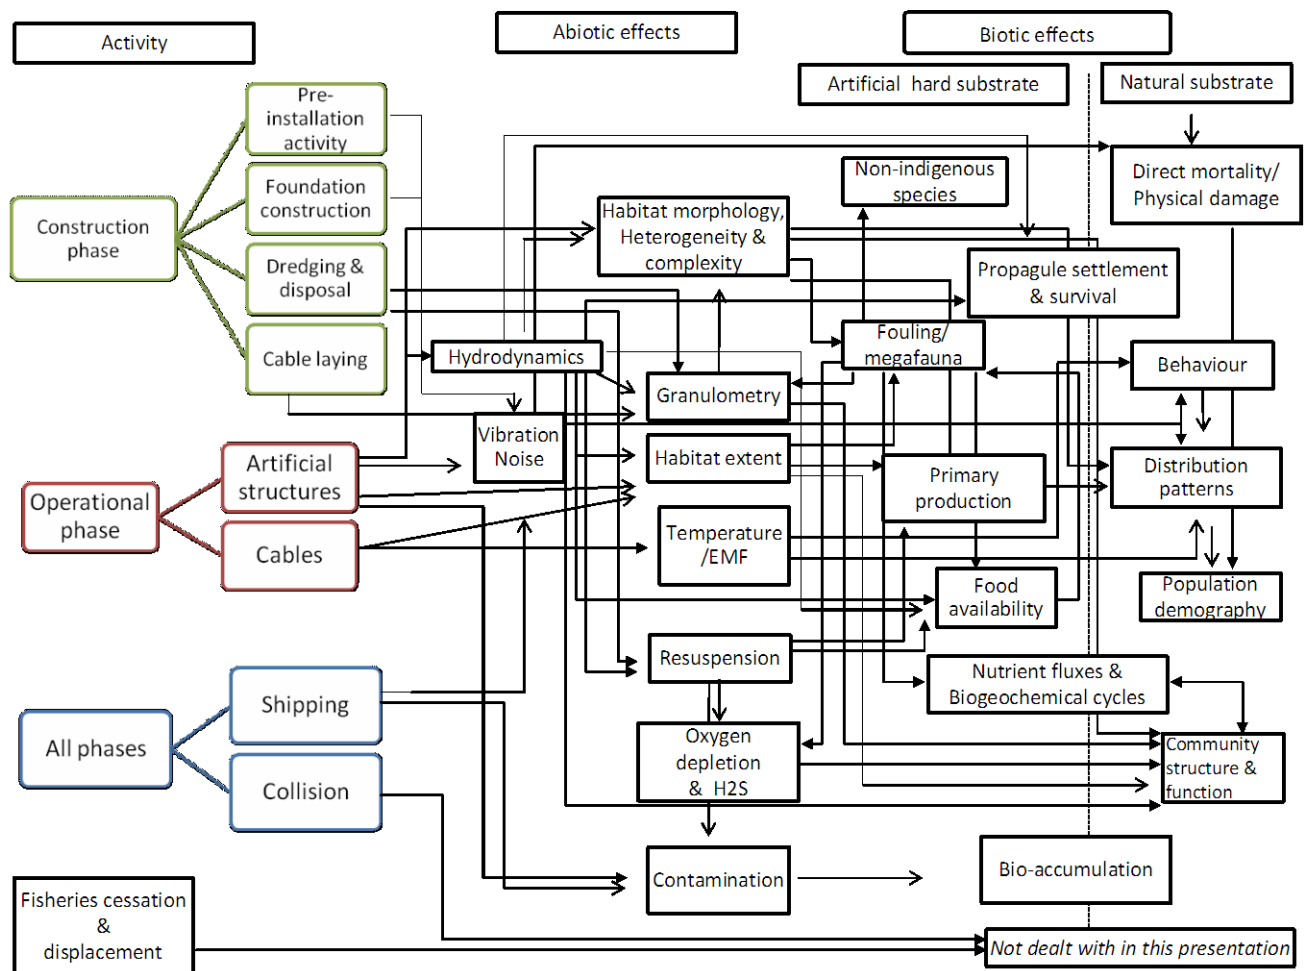 Activity
Abiotic effects
Biotic effects
Artificial hard substrate
Natural substrate
Pre-
installation
activity
Foundation
construction
Construction
phase
Dredging &
disposal
Cable laying
Non-indigenous
species
Direct mortality/
Physical damage
Habitat morphology,
Heterogeneity &
complexity
Propagule settlement
& survival
Hydrodynamics
Fouling/
megafauna
Behaviour
Granulometry
Vibration
Noise
Artificial
structures
Operational
phase
Cables
Habitat extent
Primary
production
Distribution
patterns
Temperature
/EMF
Food
availability
Population
demography
Resuspension
Nutrient fluxes &
Biogeochemical cycles
Shipping
All phases
Collision
Oxygen
depletion
& H2S
Community
structure &
function
Contamination
Bio-accumulation
Fisheries cessation
&
displacement
Not dealt with in this presentation